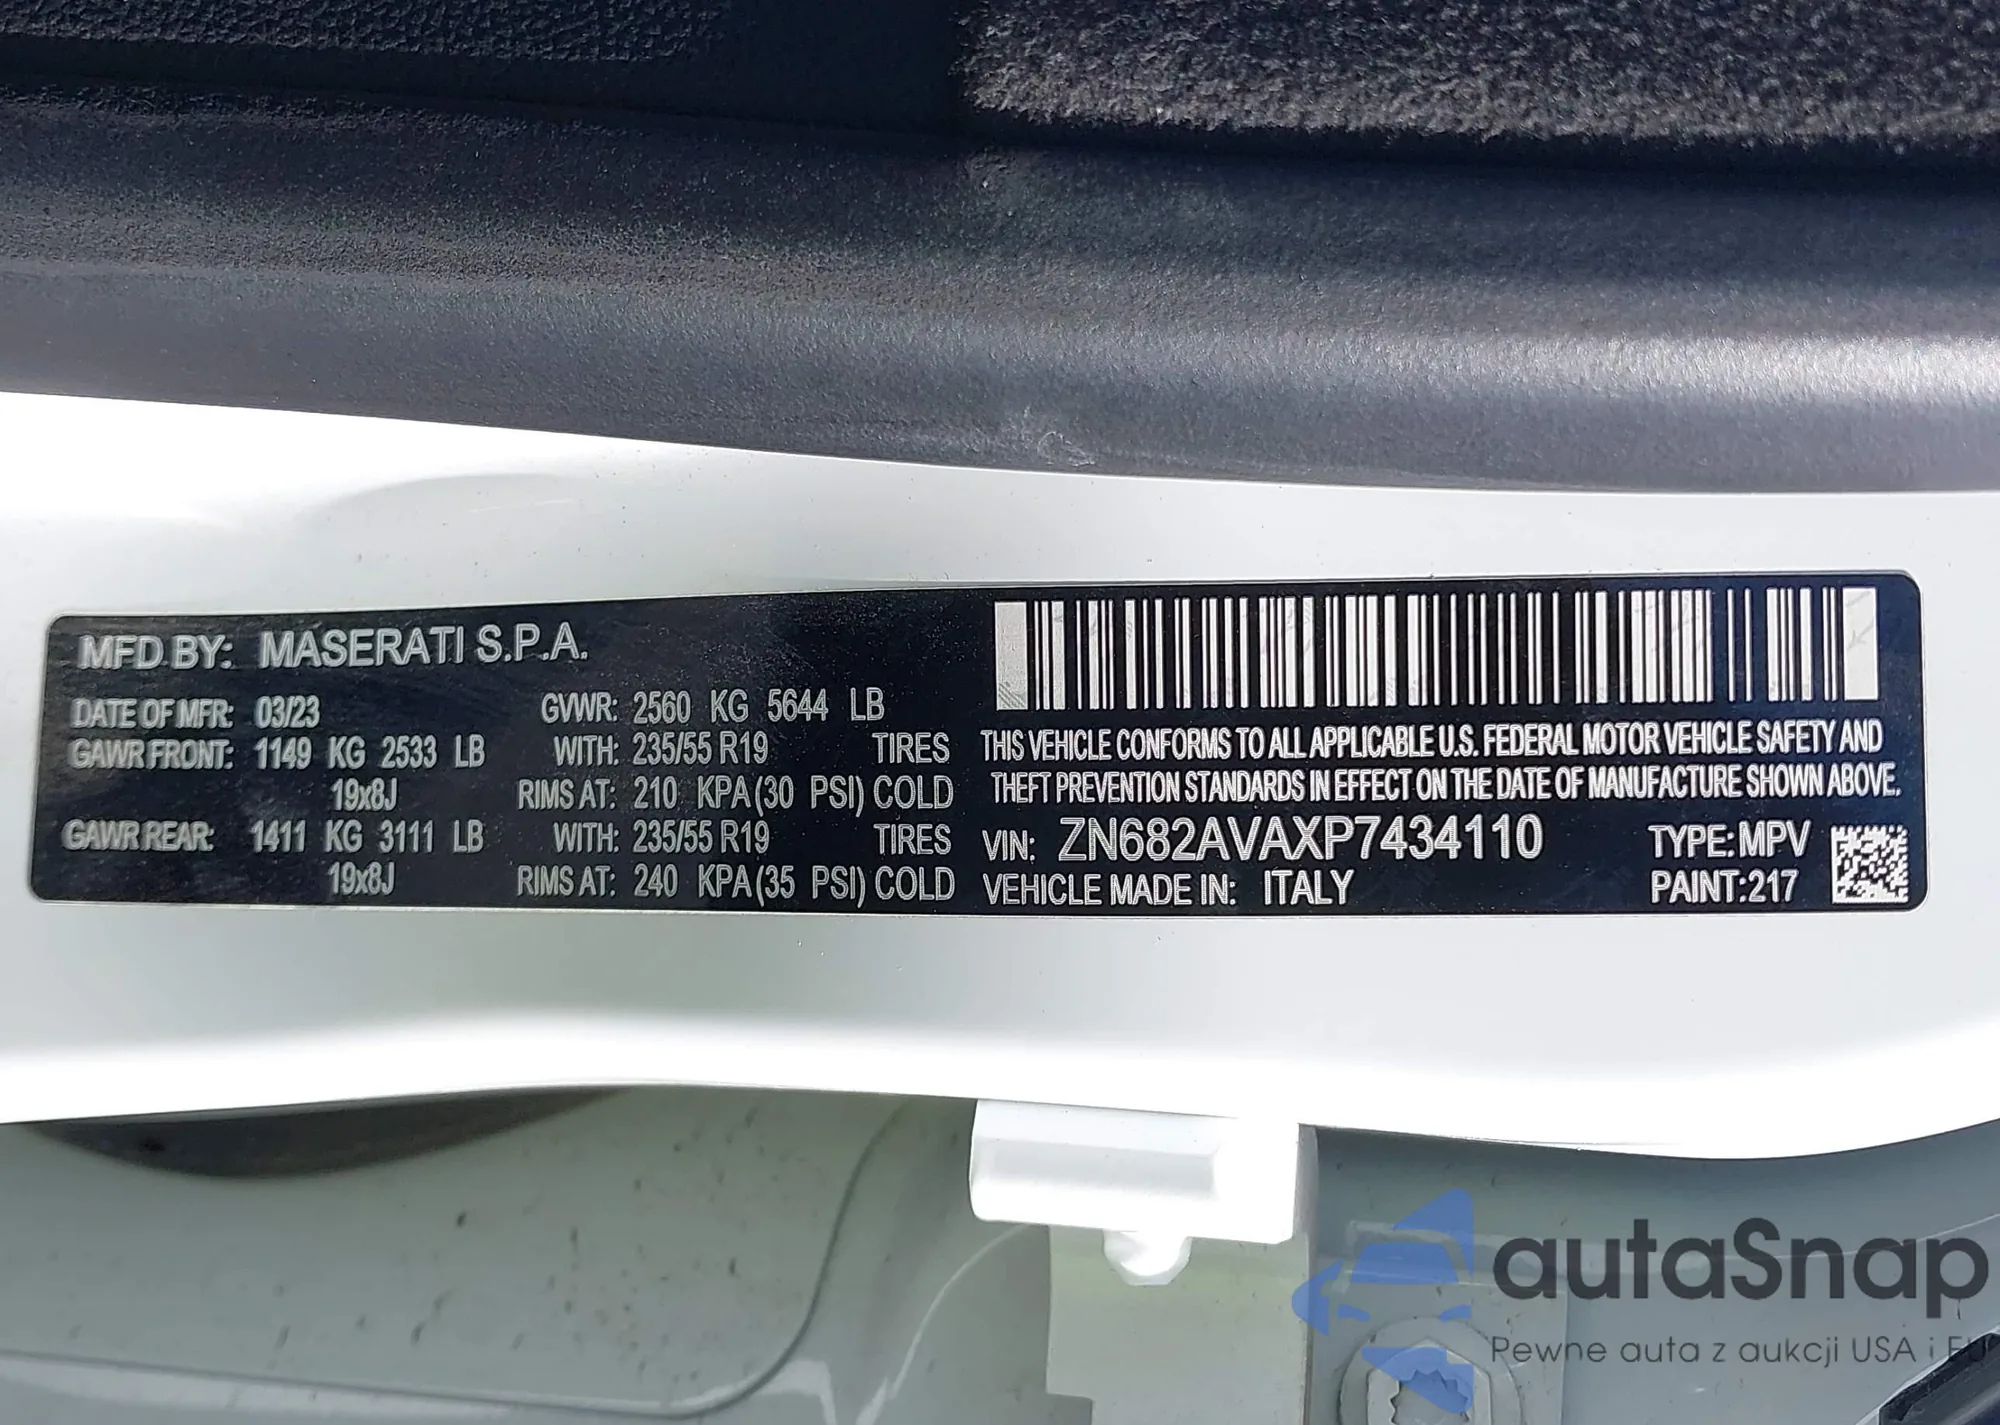 MFD BY: MASERATI S.P.A.
DATE OF MFR: 03/23 GVWR: 2560 KG 5644 LB
GAWR FRONT: 1149 KG 2533 LB WITH: 235/55 R19 TIRES
19x8J RIMS AT: 210 KPA(30 PSI) COLD
GAWR REAR: 1411 KG 3111 LB WITH: 235/55 R19 TIRES
19x8J RIMS AT: 240 KPA(35 PSI) COLD
THIS VEHICLE CONFORMS TO ALL APPLICABLE U.S. FEDERAL MOTOR VEHICLE SAFETY AND
THEFT PREVENTION STANDARDS IN EFFECT ON THE DATE OF MANUFACTURE SHOWN ABOVE.
VIN: ZN682AVAXP7434110 TYPE: MPV
VEHICLE MADE IN: ITALY PAINT:217
autaSnap
Pewne auta z aukcji USA i EU